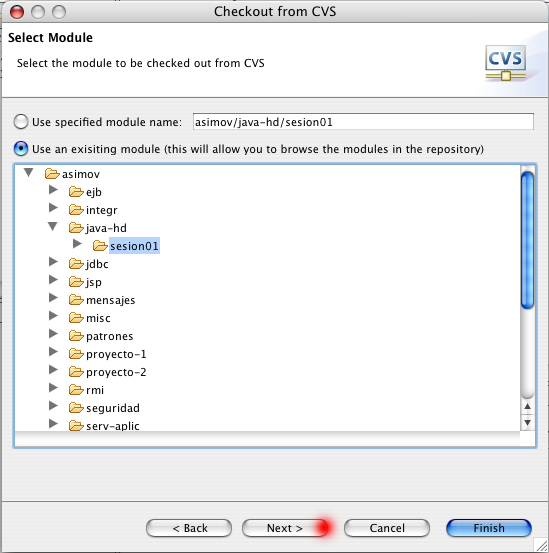 Checkout from CVS
Select Module
Select the module to be checked out from CVS
CVS
Use specified module name: asimov/java-hd/sesion01
Use an exisiting module (this will allow you to browse the modules in the repository)
asimov
ejb
integr
java-hd
sesion01
jdbc
jsp
mensajes
misc
patrones
proyecto-1
proyecto-2
rmi
seguridad
serv-aplic
< Back Next > Cancel Finish